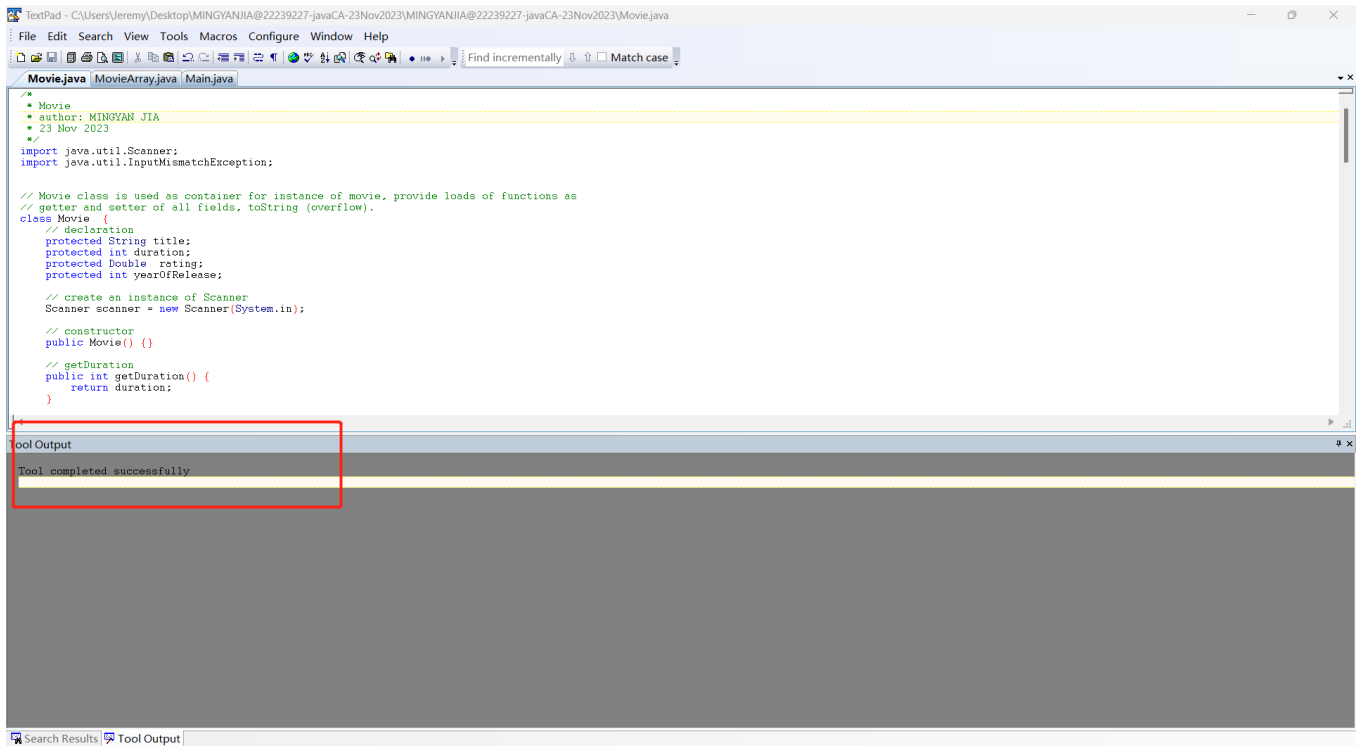 TextPad - C:\Users\Jeremy\Desktop\MINGYANJIA@22239227-javaCA-23Nov2023\MINGYANJIA@22239227-javaCA-23Nov2023\Movie.java
File Edit Search View Tools Macros Configure Window Help
Find incrementally Match case
Movie.java MovieArray.java Main.java
/*
* Movie
* author: MINGYAN JIA
* 23 Nov 2023
*/
import java.util.Scanner;
import java.util.InputMismatchException;
// Movie class is used as container for instance of movie, provide loads of functions as
// getter and setter of all fields, toString (overflow).
class Movie {
// declaration
protected String title;
protected int duration;
protected Double rating;
protected int yearOfRelease;
// create an instance of Scanner
Scanner scanner = new Scanner(System.in);
// constructor
public Movie() {}
// getDuration
public int getDuration() {
return duration;
}
Tool Output
Tool completed successfully
Search Results Tool Output